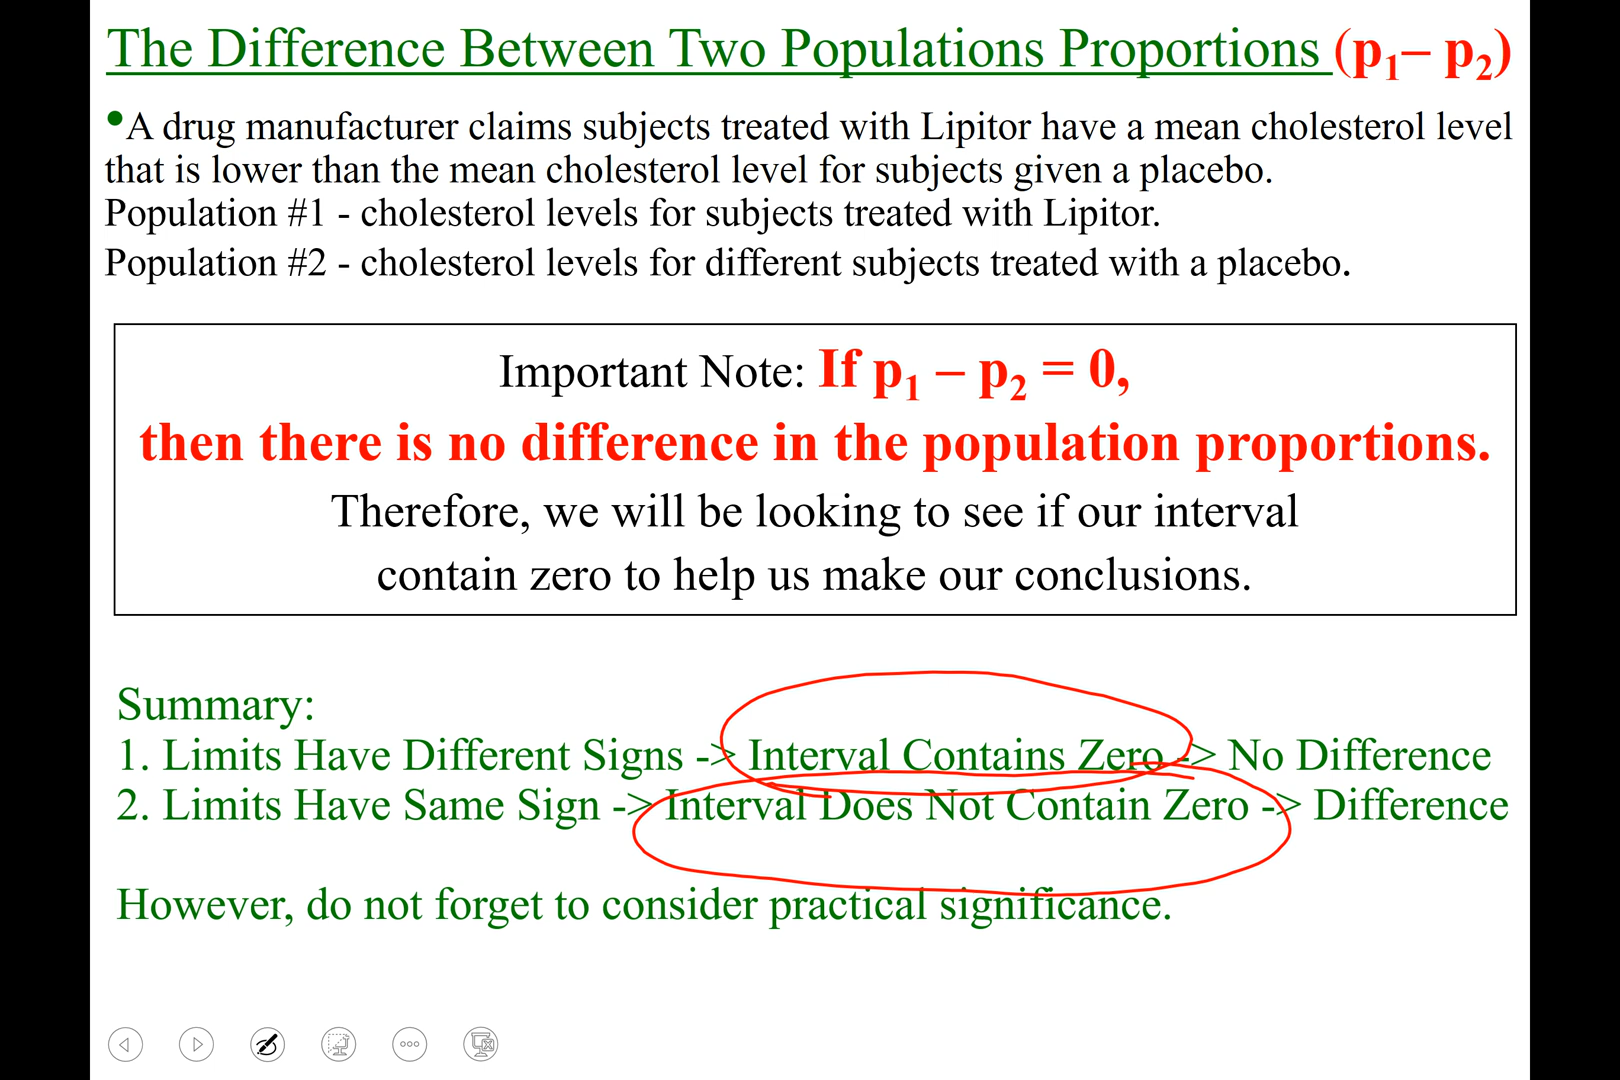 The Difference Between Two Populations Proportions (p₁– p₂)
•A drug manufacturer claims subjects treated with Lipitor have a mean cholesterol level
that is lower than the mean cholesterol level for subjects given a placebo.
Population #1 - cholesterol levels for subjects treated with Lipitor.
Population #2 - cholesterol levels for different subjects treated with a placebo.
Important Note: If p₁ – p₂ = 0,
then there is no difference in the population proportions.
Therefore, we will be looking to see if our interval
contain zero to help us make our conclusions.
Summary:
1. Limits Have Different Signs -> Interval Contains Zero -> No Difference
2. Limits Have Same Sign -> Interval Does Not Contain Zero -> Difference
However, do not forget to consider practical significance.